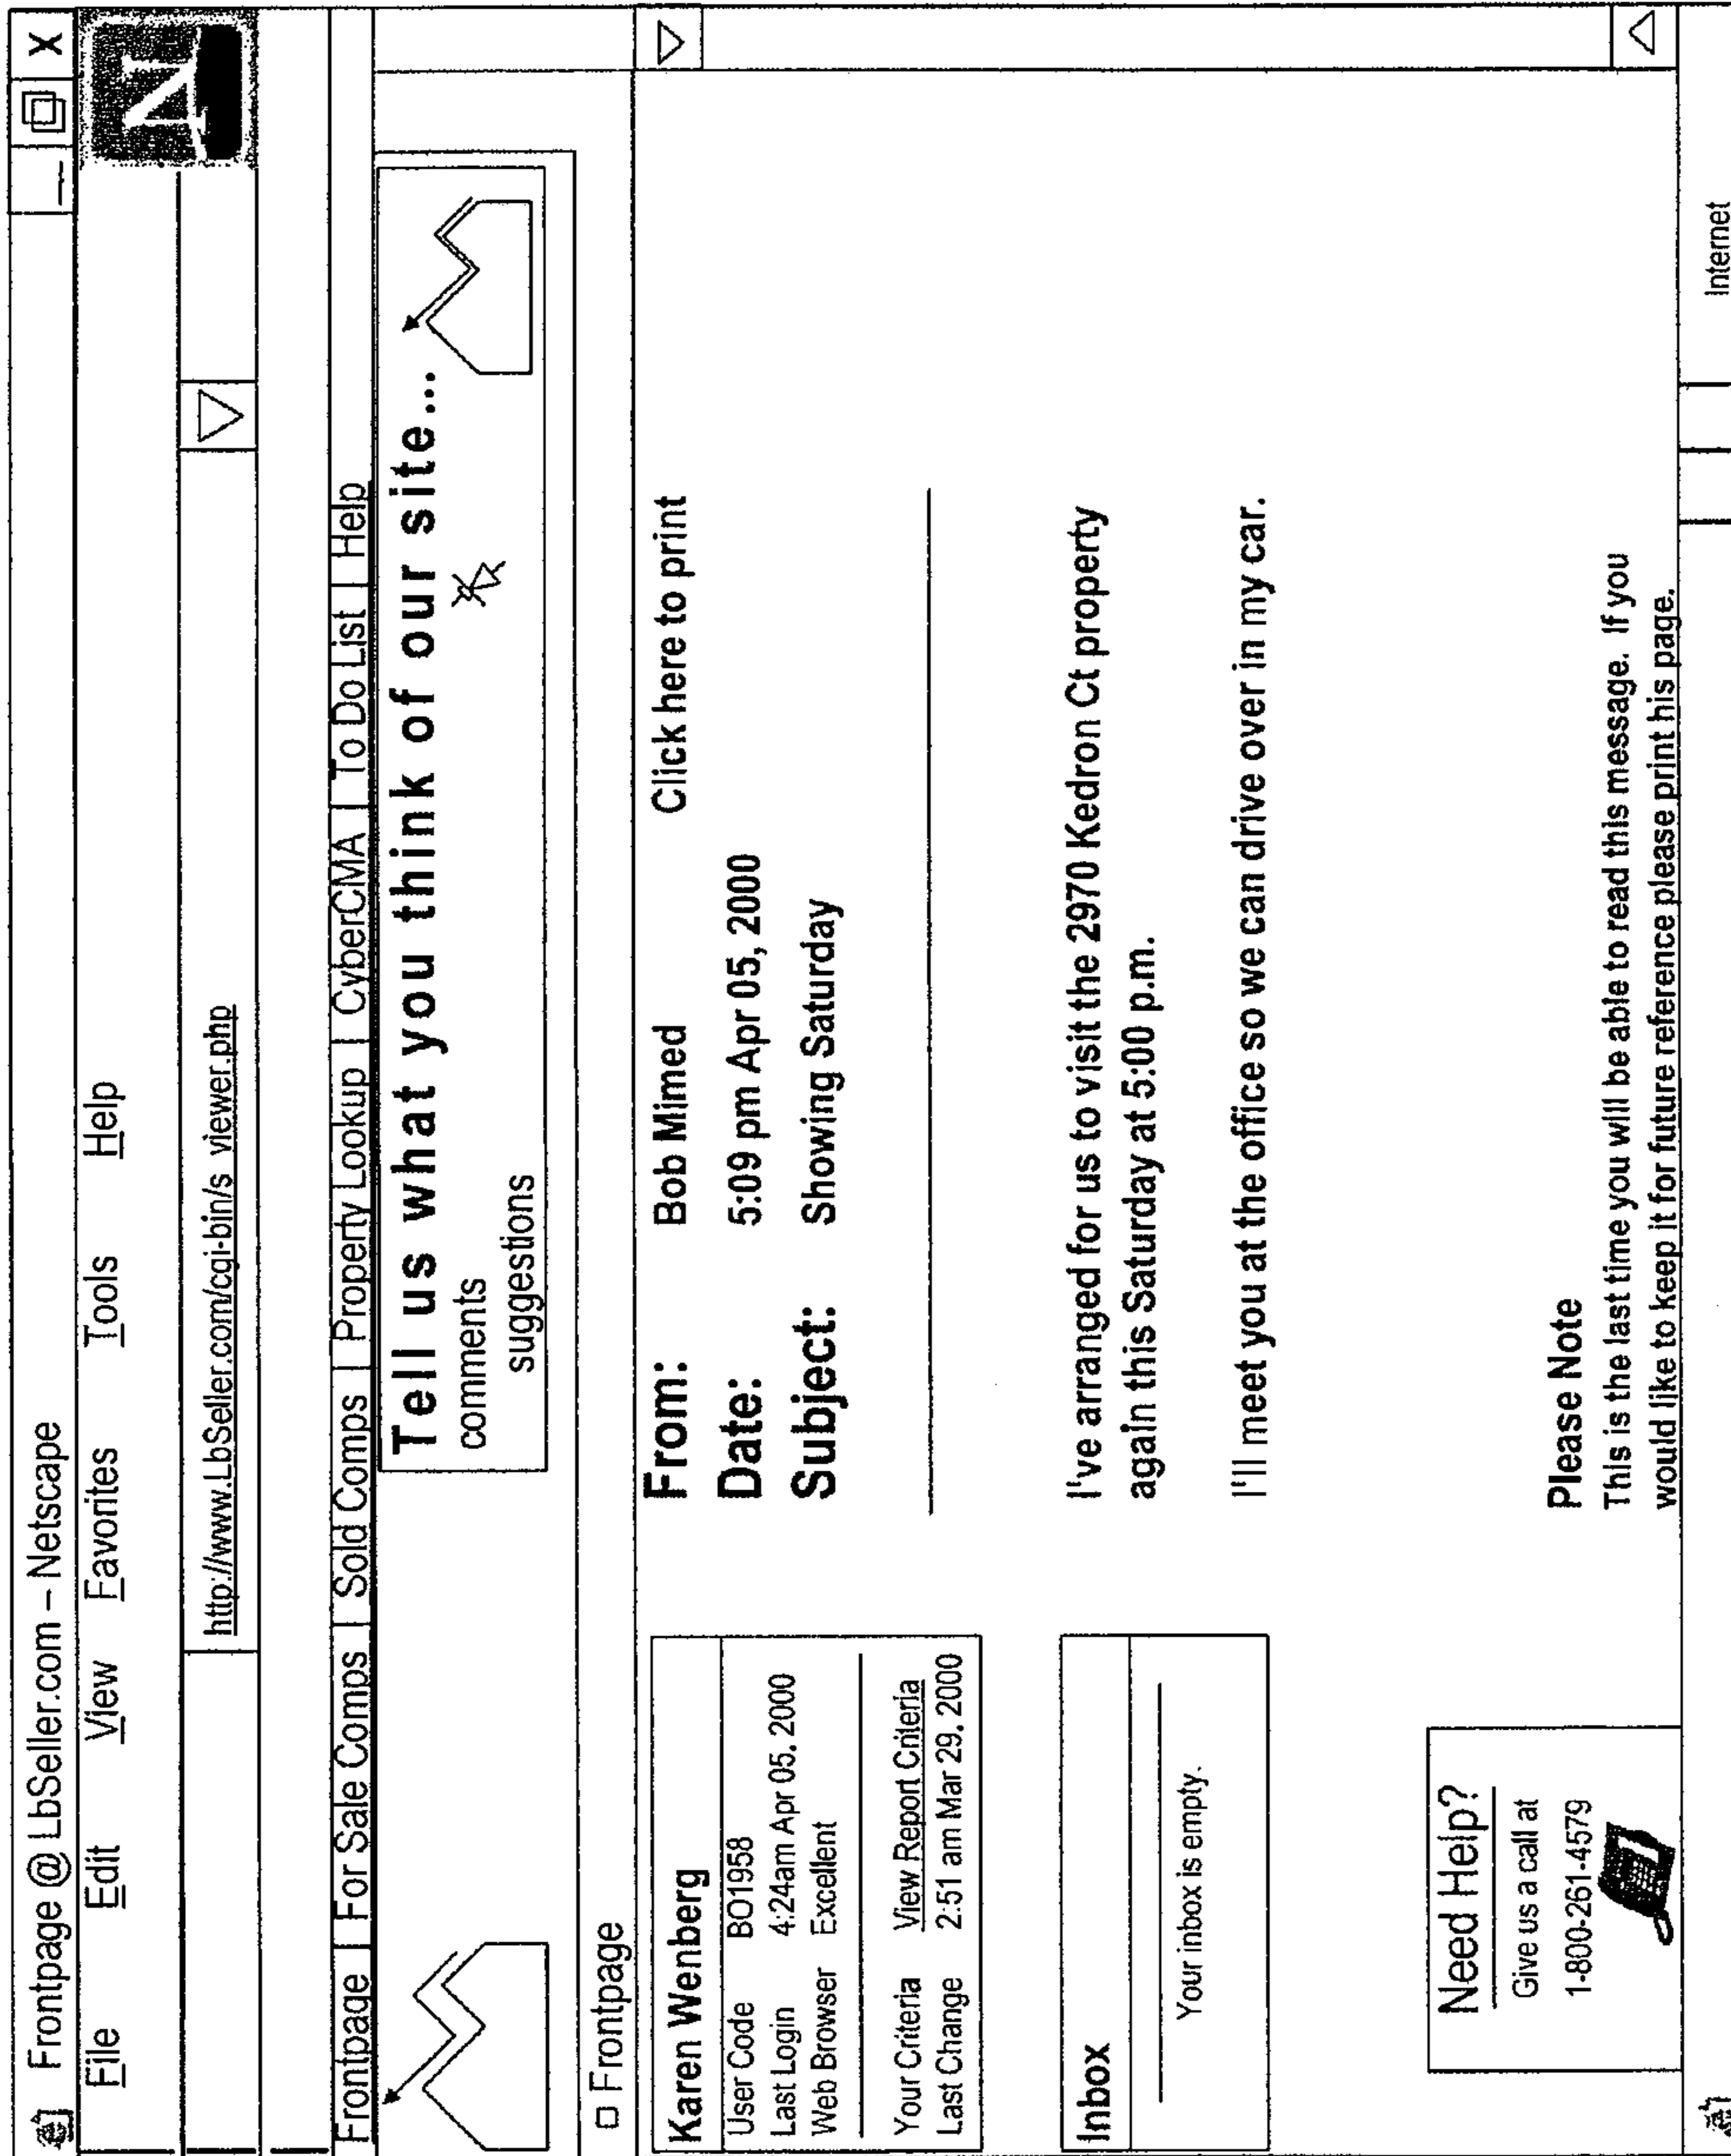 Frontpage @ LbSeller.com – Netscape
_ X
File Edit View Favorites Tools Help
N
http://www.LbSeller.com/cgi-bin/s_viewer.php
Frontpage | For Sale Comps | Sold Comps | Property Lookup | CyberCMA | To Do List | Help
Tell us what you think of our site...
comments
suggestions
Frontpage
Karen Wenberg
User Code BO1958
Last Login 4:24am Apr 05, 2000
Web Browser Excellent
Your Criteria View Report Criteria
Last Change 2:51 am Mar 29, 2000
Inbox
Your inbox is empty.
Need Help?
Give us a call at
1-800-261-4579
From: Bob Mimed Click here to print
Date: 5:09 pm Apr 05, 2000
Subject: Showing Saturday
I've arranged for us to visit the 2970 Kedron Ct property
again this Saturday at 5:00 p.m.
I'll meet you at the office so we can drive over in my car.
Please Note
This is the last time you will be able to read this message. If you
would like to keep it for future reference please print his page.
Internet